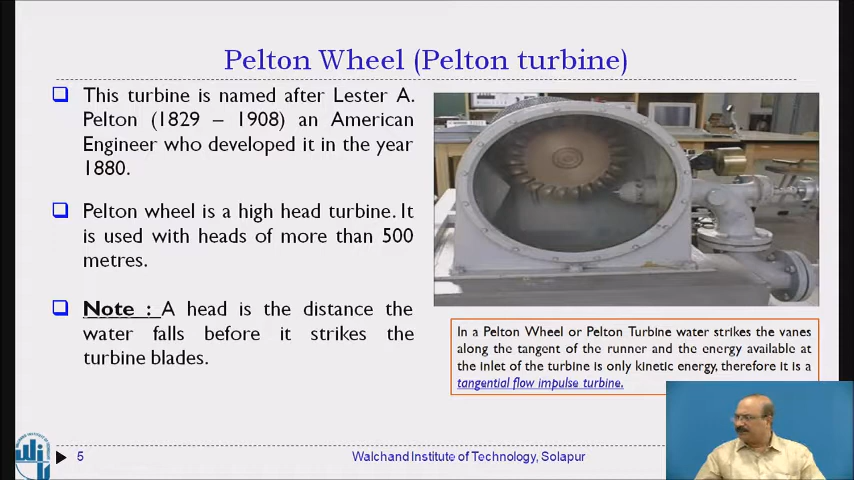 Pelton Wheel (Pelton turbine)
❑ This turbine is named after Lester A.
Pelton (1829 – 1908) an American
Engineer who developed it in the year
1880.
❑ Pelton wheel is a high head turbine. It
is used with heads of more than 500
metres.
❑ Note : A head is the distance the
water falls before it strikes the
turbine blades.
In a Pelton Wheel or Pelton Turbine water strikes the vanes
along the tangent of the runner and the energy available at
the inlet of the turbine is only kinetic energy, therefore it is a
tangential flow impulse turbine.
5
Walchand Institute of Technology, Solapur